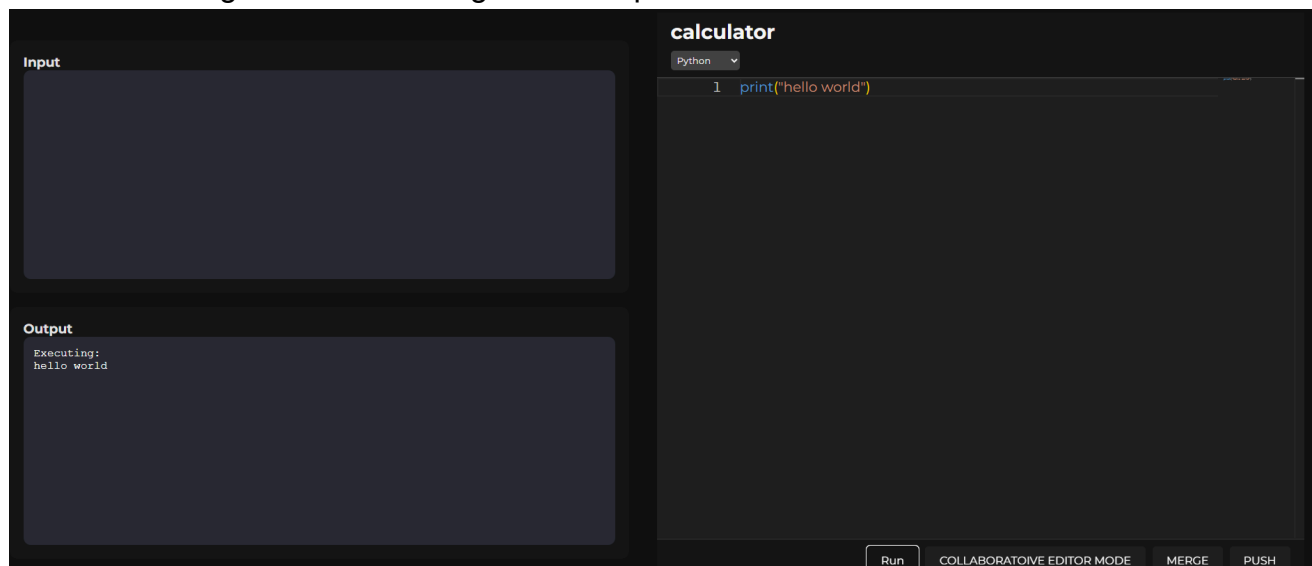 calculator
Input
Python
1 print("hello world")
Output
Executing:
hello world
Run COLLABORATOIVE EDITOR MODE MERGE PUSH